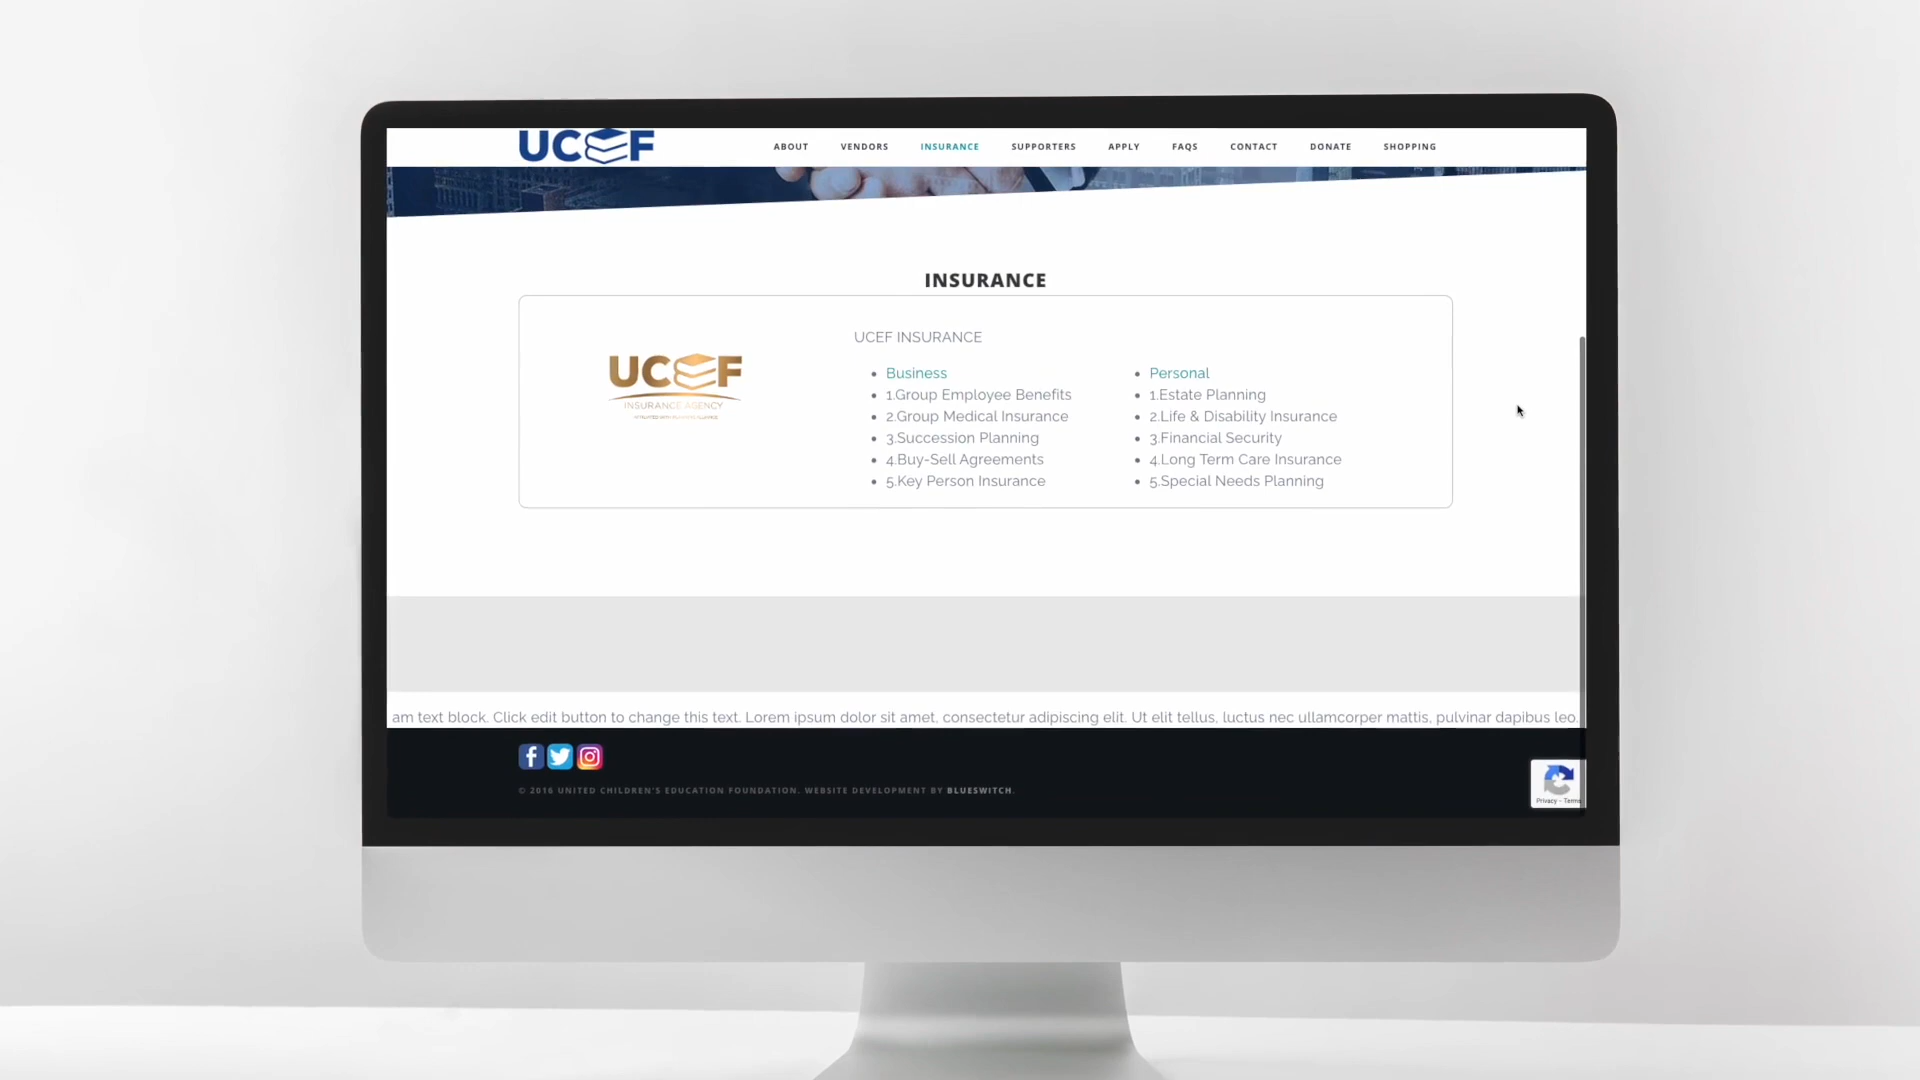 UCEF
ABOUT VENDORS INSURANCE SUPPORTERS APPLY FAQS CONTACT DONATE SHOPPING
INSURANCE
UCEF
INSURANCE AGENCY
UCEF INSURANCE
Business
1.Group Employee Benefits
2.Group Medical Insurance
3.Succession Planning
4.Buy-Sell Agreements
5.Key Person Insurance
Personal
1.Estate Planning
2.Life & Disability Insurance
3.Financial Security
4.Long Term Care Insurance
5.Special Needs Planning
am text block. Click edit button to change this text. Lorem ipsum dolor sit amet, consectetur adipiscing elit. Ut elit tellus, luctus nec ullamcorper mattis, pulvinar dapibus leo.
© 2016 UNITED CHILDREN'S EDUCATION FOUNDATION. WEBSITE DEVELOPMENT BY BLUESWITCH.
Privacy - Terms